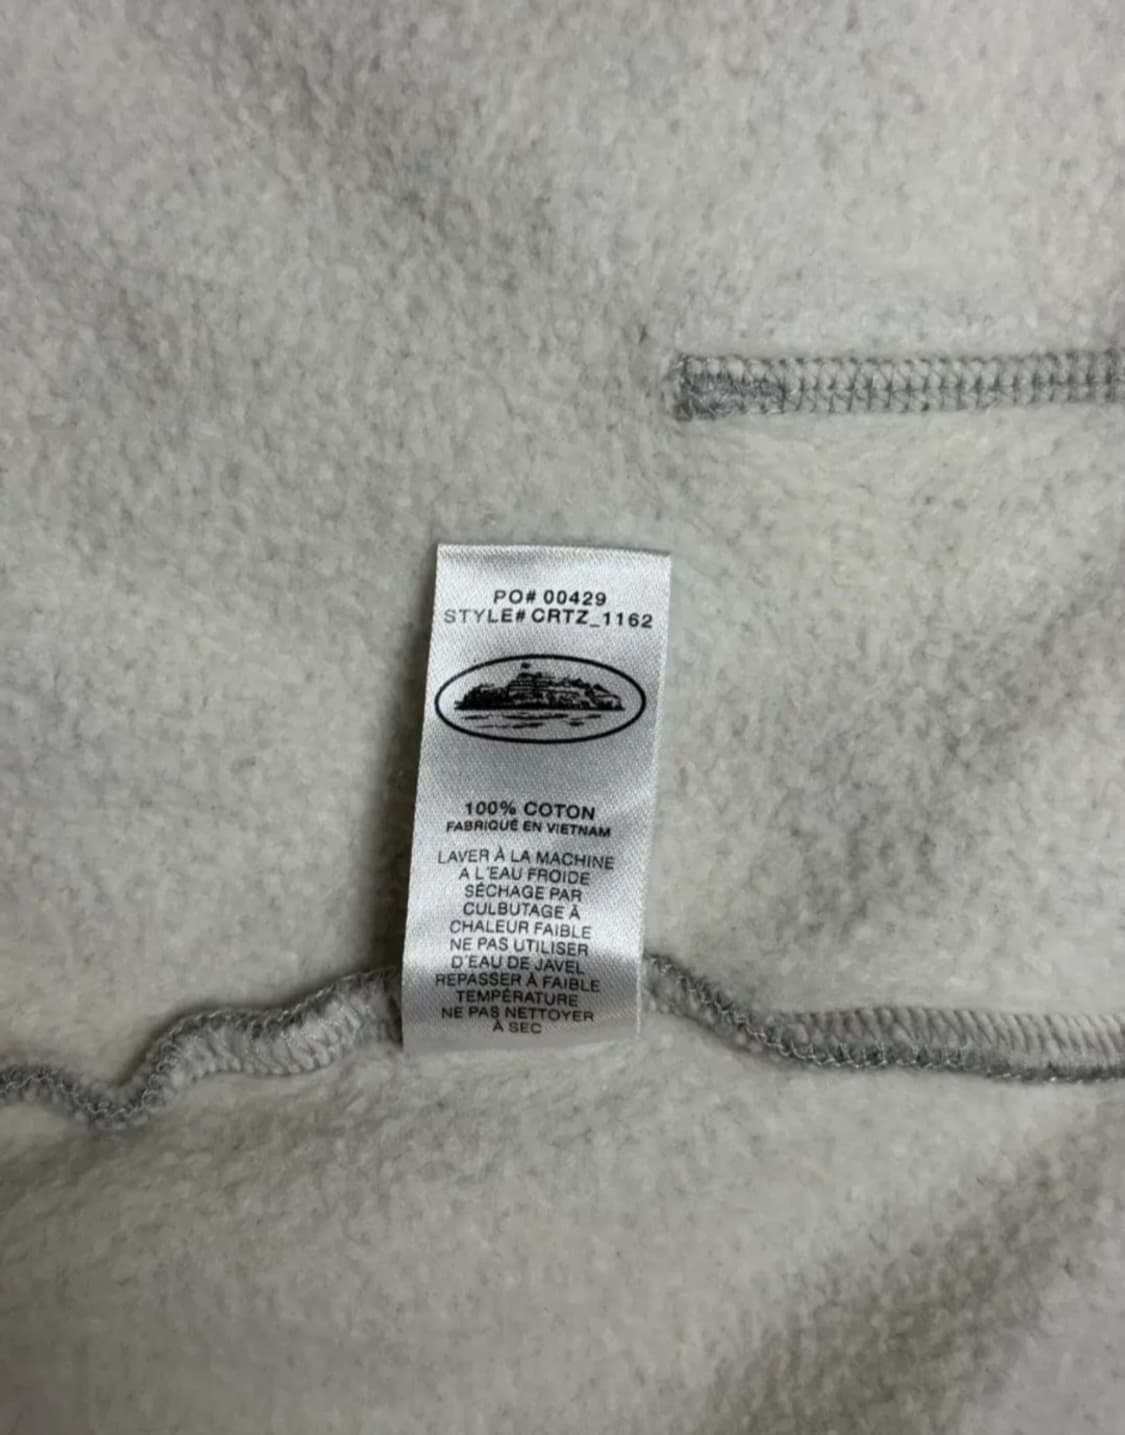 PO# 00429
STYLE# CRTZ_1162
100% COTON
FABRIQUÉ EN VIETNAM
LAVER À LA MACHINE
A L'EAU FROIDE
SÉCHAGE PAR
CULBUTAGE À
CHALEUR FAIBLE
NE PAS UTILISER
D'EAU DE JAVEL
REPASSER À FAIBLE
TEMPÉRATURE
NE PAS NETTOYER
À SEC